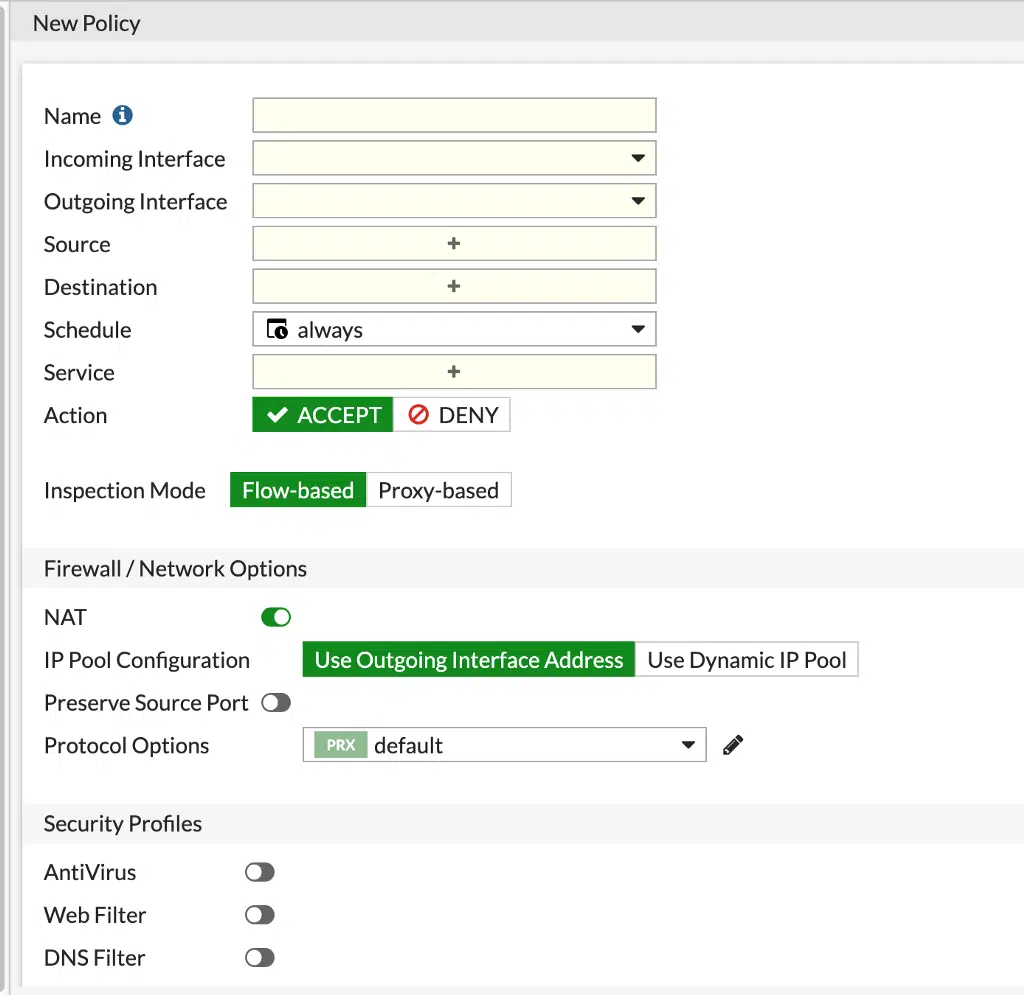 New Policy
Name
Incoming Interface
Outgoing Interface
Source +
Destination +
Schedule always
Service +
Action ACCEPT DENY
Inspection Mode Flow-based Proxy-based
Firewall / Network Options
NAT
IP Pool Configuration Use Outgoing Interface Address Use Dynamic IP Pool
Preserve Source Port
Protocol Options PRX default
Security Profiles
AntiVirus
Web Filter
DNS Filter